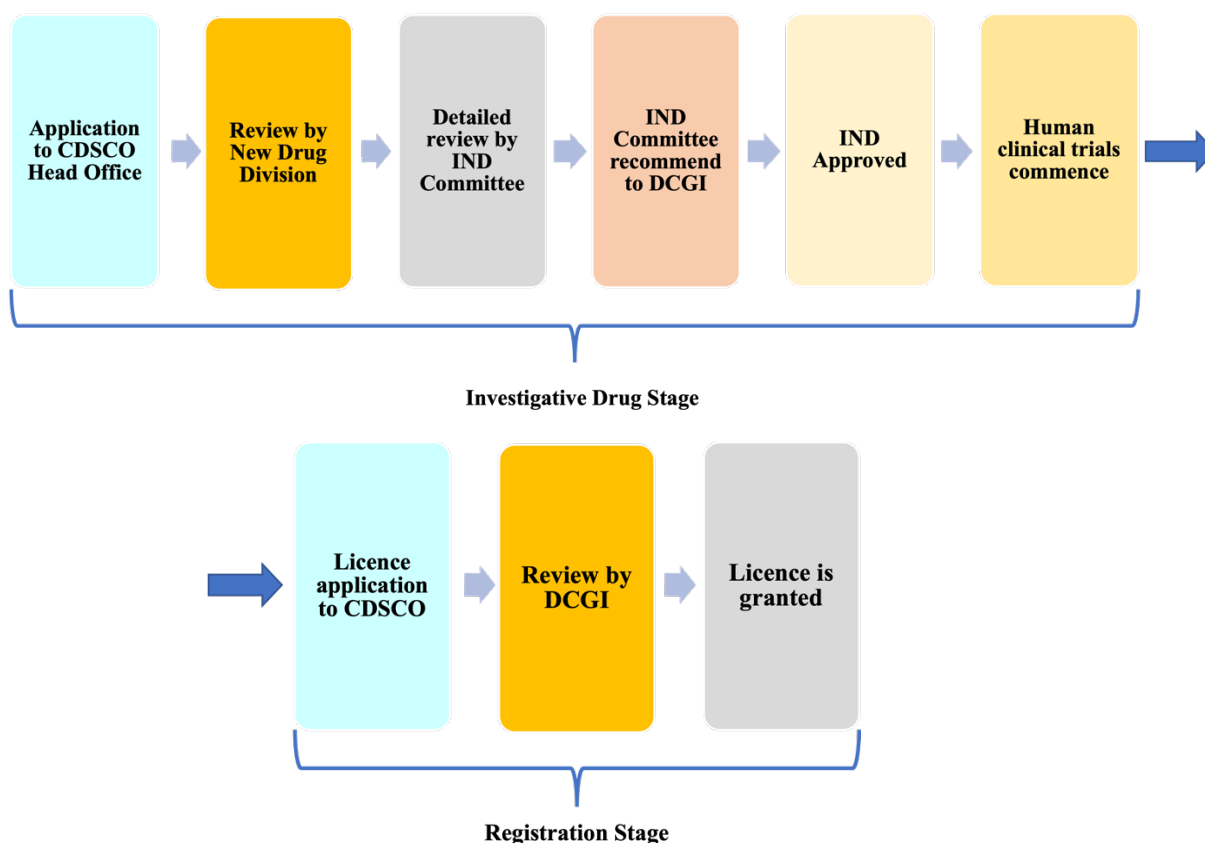 Application
to CDSCO
Head Office
Review by
New Drug
Division
Detailed
review by
IND
Committee
IND
Committee
recommend
to DCGI
IND
Approved
Human
clinical trials
commence
Investigative Drug Stage
Licence
application
to CDSCO
Review by
DCGI
Licence is
granted
Registration Stage